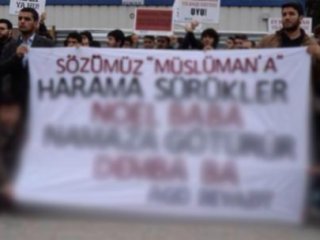 SÖZÜMÜZ "MÜSLÜMAN'A"
HARAMA SÜRÜKLER
NOEL BABA
NAMAZA GÖTÜRÜR
DEMBA BA